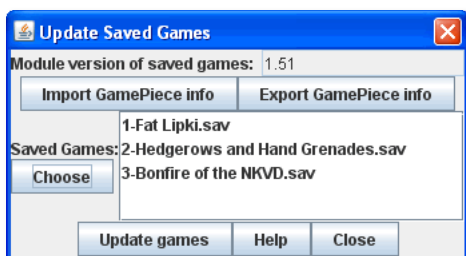 Update Saved Games
Module version of saved games: 1.51
Import GamePiece info Export GamePiece info
Saved Games:
Choose
1-Fat Lipki.sav
2-Hedgerows and Hand Grenades.sav
3-Bonfire of the NKVD.sav
Update games Help Close